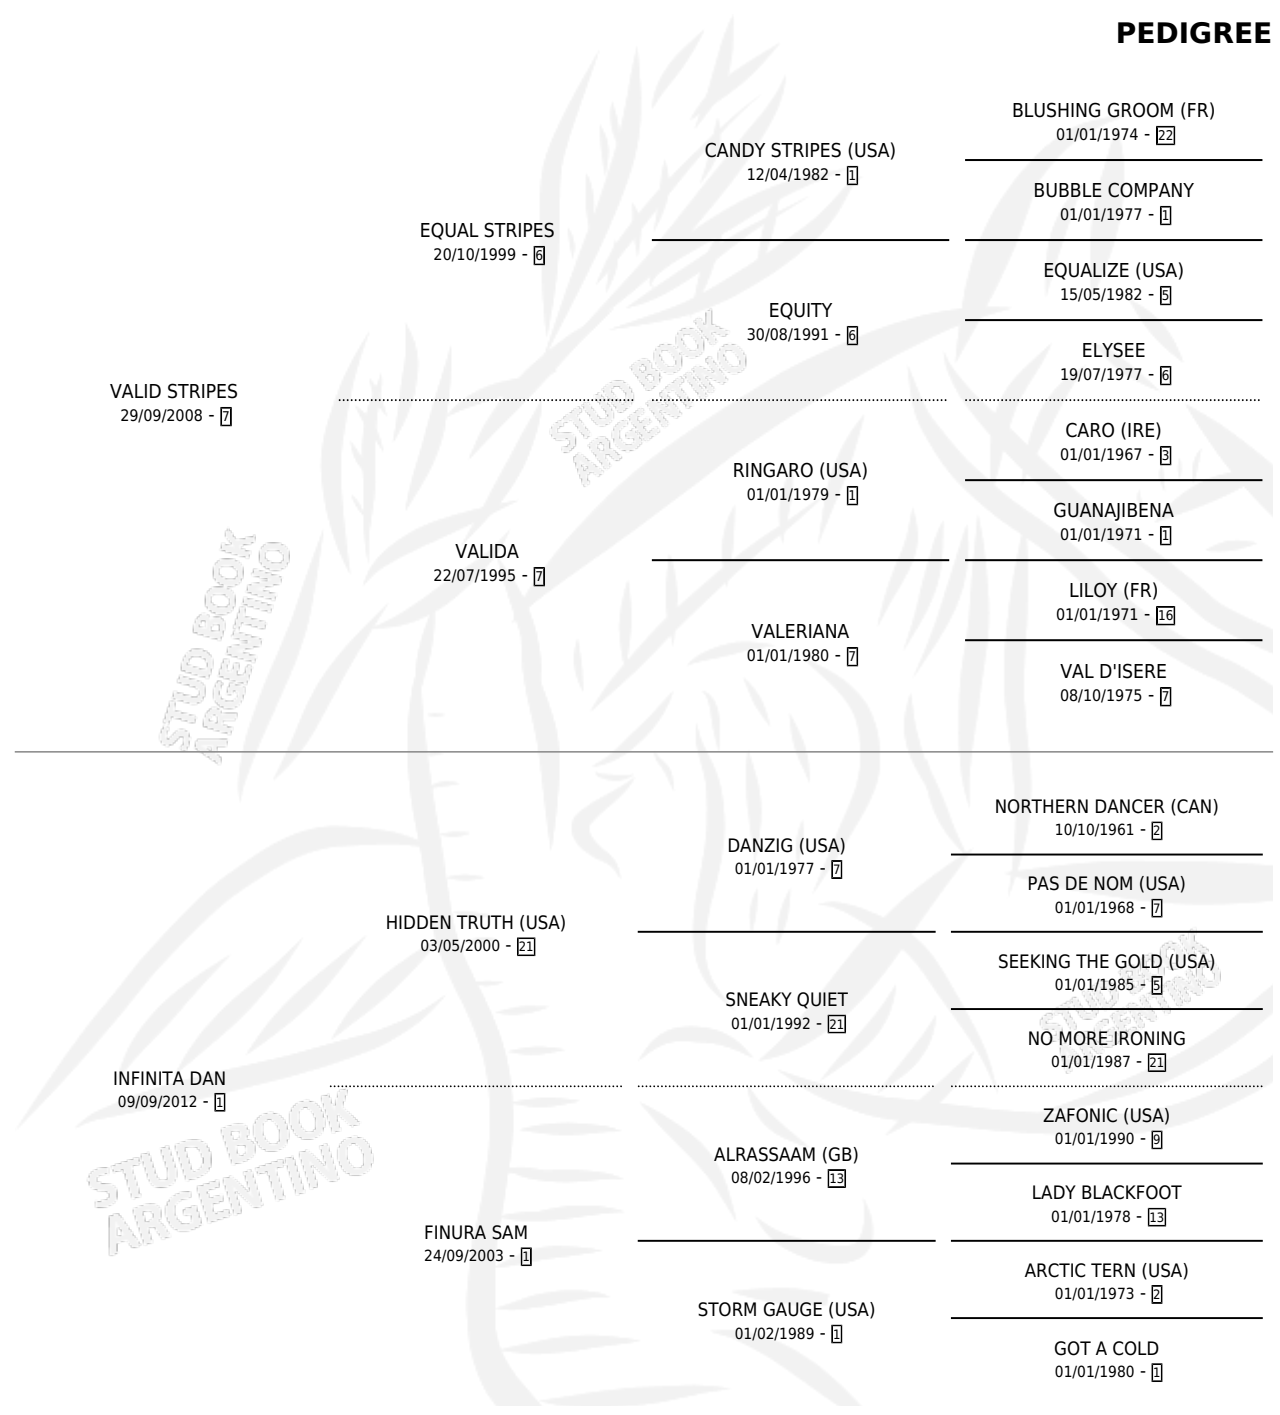 PEDIGREE
BLUSHING GROOM (FR)
01/01/1974 - 22
CANDY STRIPES (USA)
12/04/1982 - 1
BUBBLE COMPANY
01/01/1977 - 1
EQUAL STRIPES
20/10/1999 - 6
EQUALIZE (USA)
15/05/1982 - 5
EQUITY
30/08/1991 - 6
ELYSEE
19/07/1977 - 6
VALID STRIPES
29/09/2008 - 7
CARO (IRE)
01/01/1967 - 3
RINGARO (USA)
01/01/1979 - 1
GUANAJIBENA
01/01/1971 - 1
VALIDA
22/07/1995 - 7
LILOY (FR)
01/01/1971 - 16
VALERIANA
01/01/1980 - 7
VAL D'ISERE
08/10/1975 - 7
NORTHERN DANCER (CAN)
10/10/1961 - 2
DANZIG (USA)
01/01/1977 - 7
PAS DE NOM (USA)
01/01/1968 - 7
HIDDEN TRUTH (USA)
03/05/2000 - 21
SEEKING THE GOLD (USA)
01/01/1985 - 5
SNEAKY QUIET
01/01/1992 - 21
NO MORE IRONING
01/01/1987 - 21
INFINITA DAN
09/09/2012 - 1
ZAFONIC (USA)
01/01/1990 - 9
ALRASSAAM (GB)
08/02/1996 - 13
LADY BLACKFOOT
01/01/1978 - 13
FINURA SAM
24/09/2003 - 1
ARCTIC TERN (USA)
01/01/1973 - 2
STORM GAUGE (USA)
01/02/1989 - 1
GOT A COLD
01/01/1980 - 1
STUD BOOK
ARGENTINO
STUD BOOK
ARGENTINO
STUD BOOK
ARGENTINO
STUD BOOK
ARGENTINO